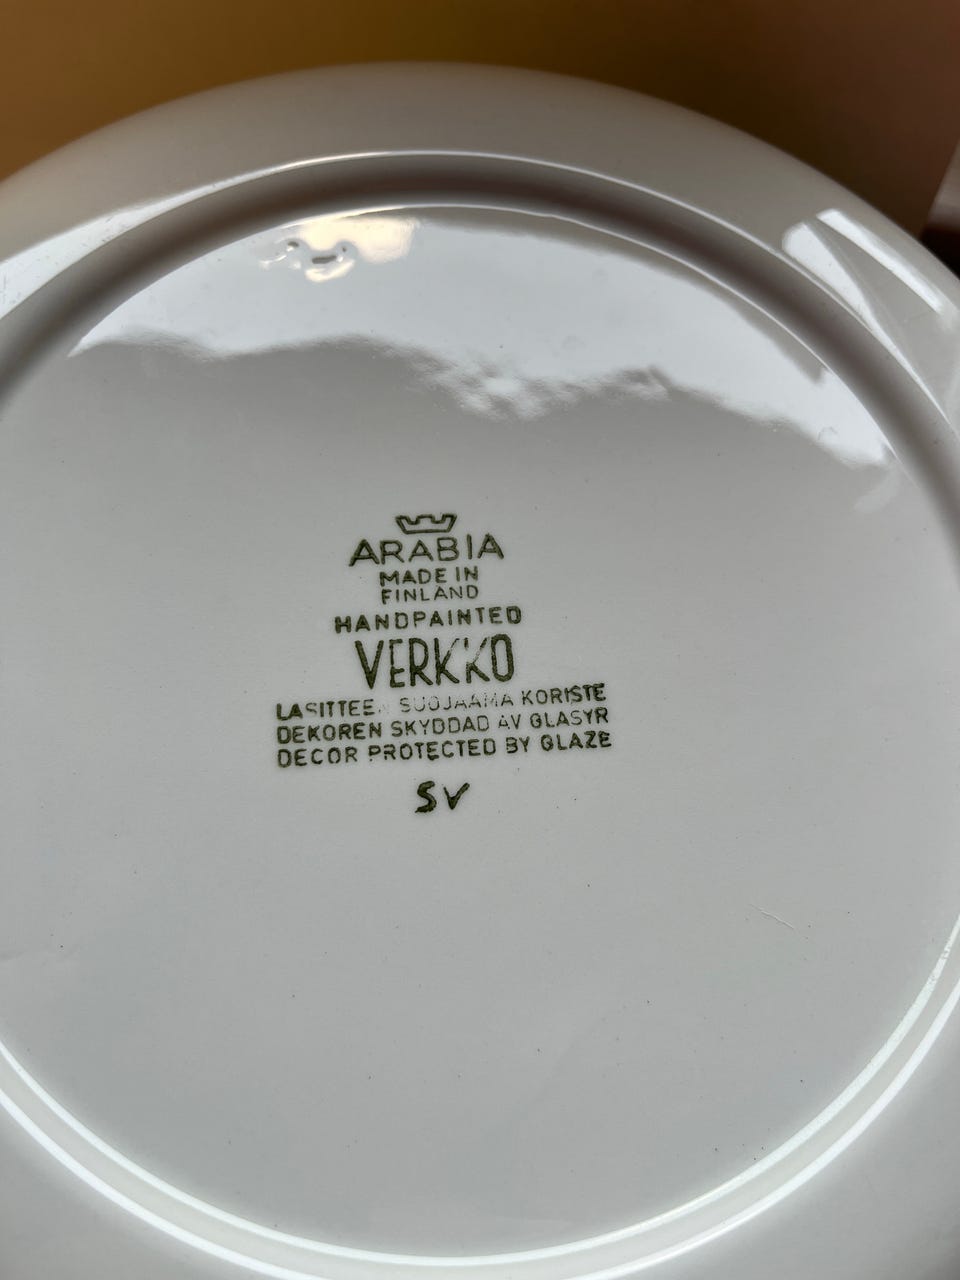 ARABIA
MADE IN
FINLAND
HANDPAINTED
VERKKO
LASITTEEN SUOJAAMA KORISTE
DEKOREN SKYDDAD AV GLASYR
DECOR PROTECTED BY GLAZE
SV